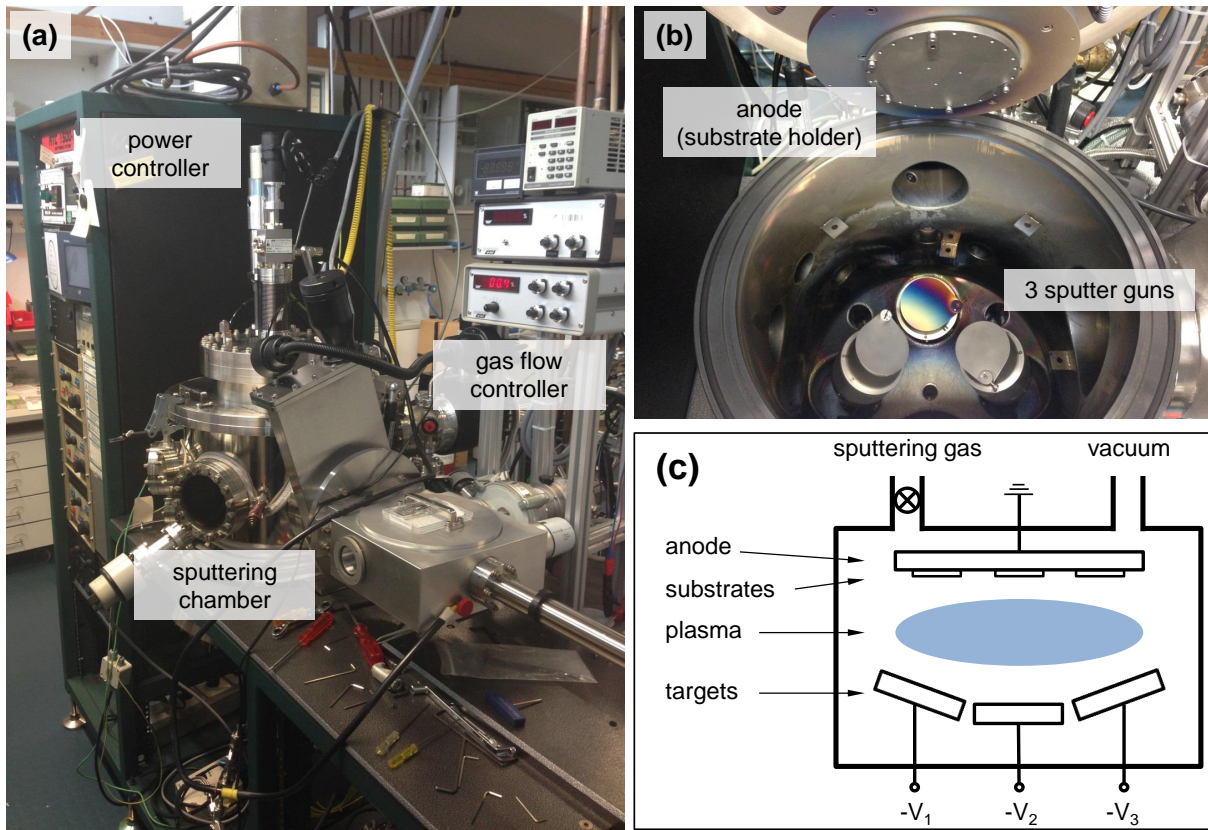 (a)
power
controller
gas flow
controller
sputtering
chamber
(b)
anode
(substrate holder)
3 sputter guns
(c)
sputtering gas
vacuum
anode
substrates
plasma
targets
-V₁
-V₂
-V₃